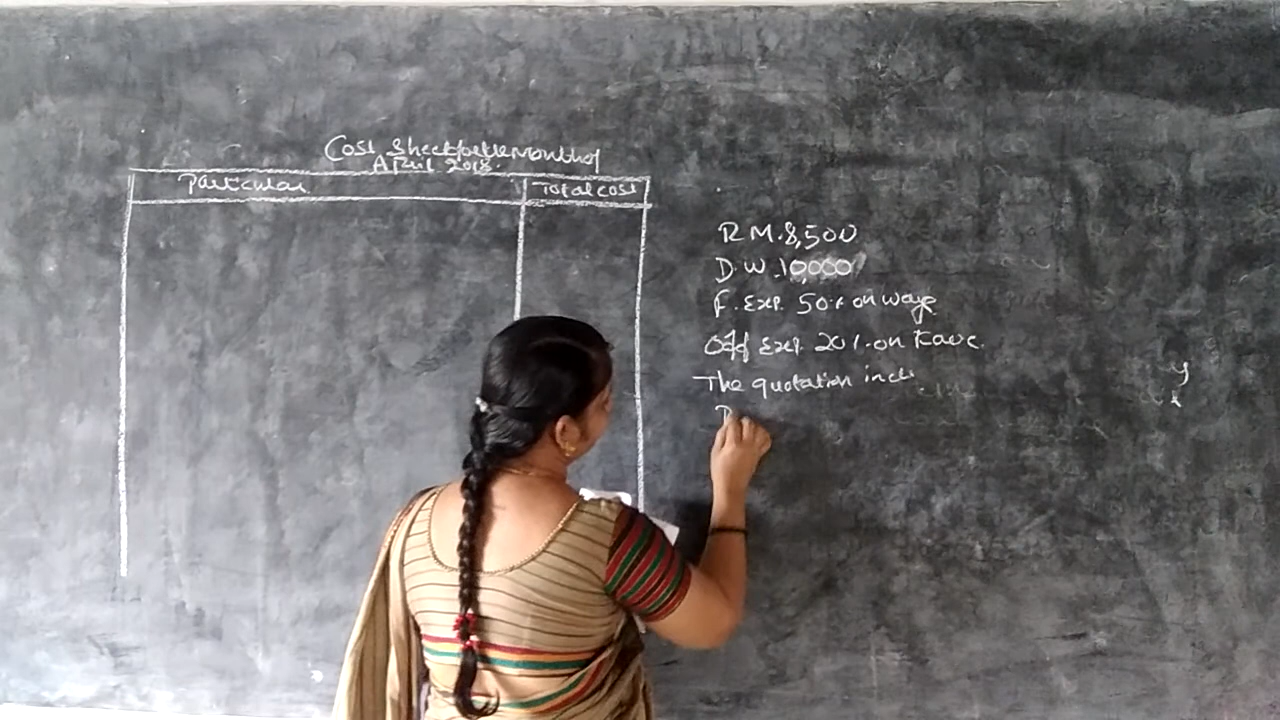 Cost Sheet for the Month of
April 2018.
Particular
Total cost
R M. 8,500
D. W. 10,000
F. Exp. 50% on wage
Off Exp. 20% on
The quotation incl
D
y
x